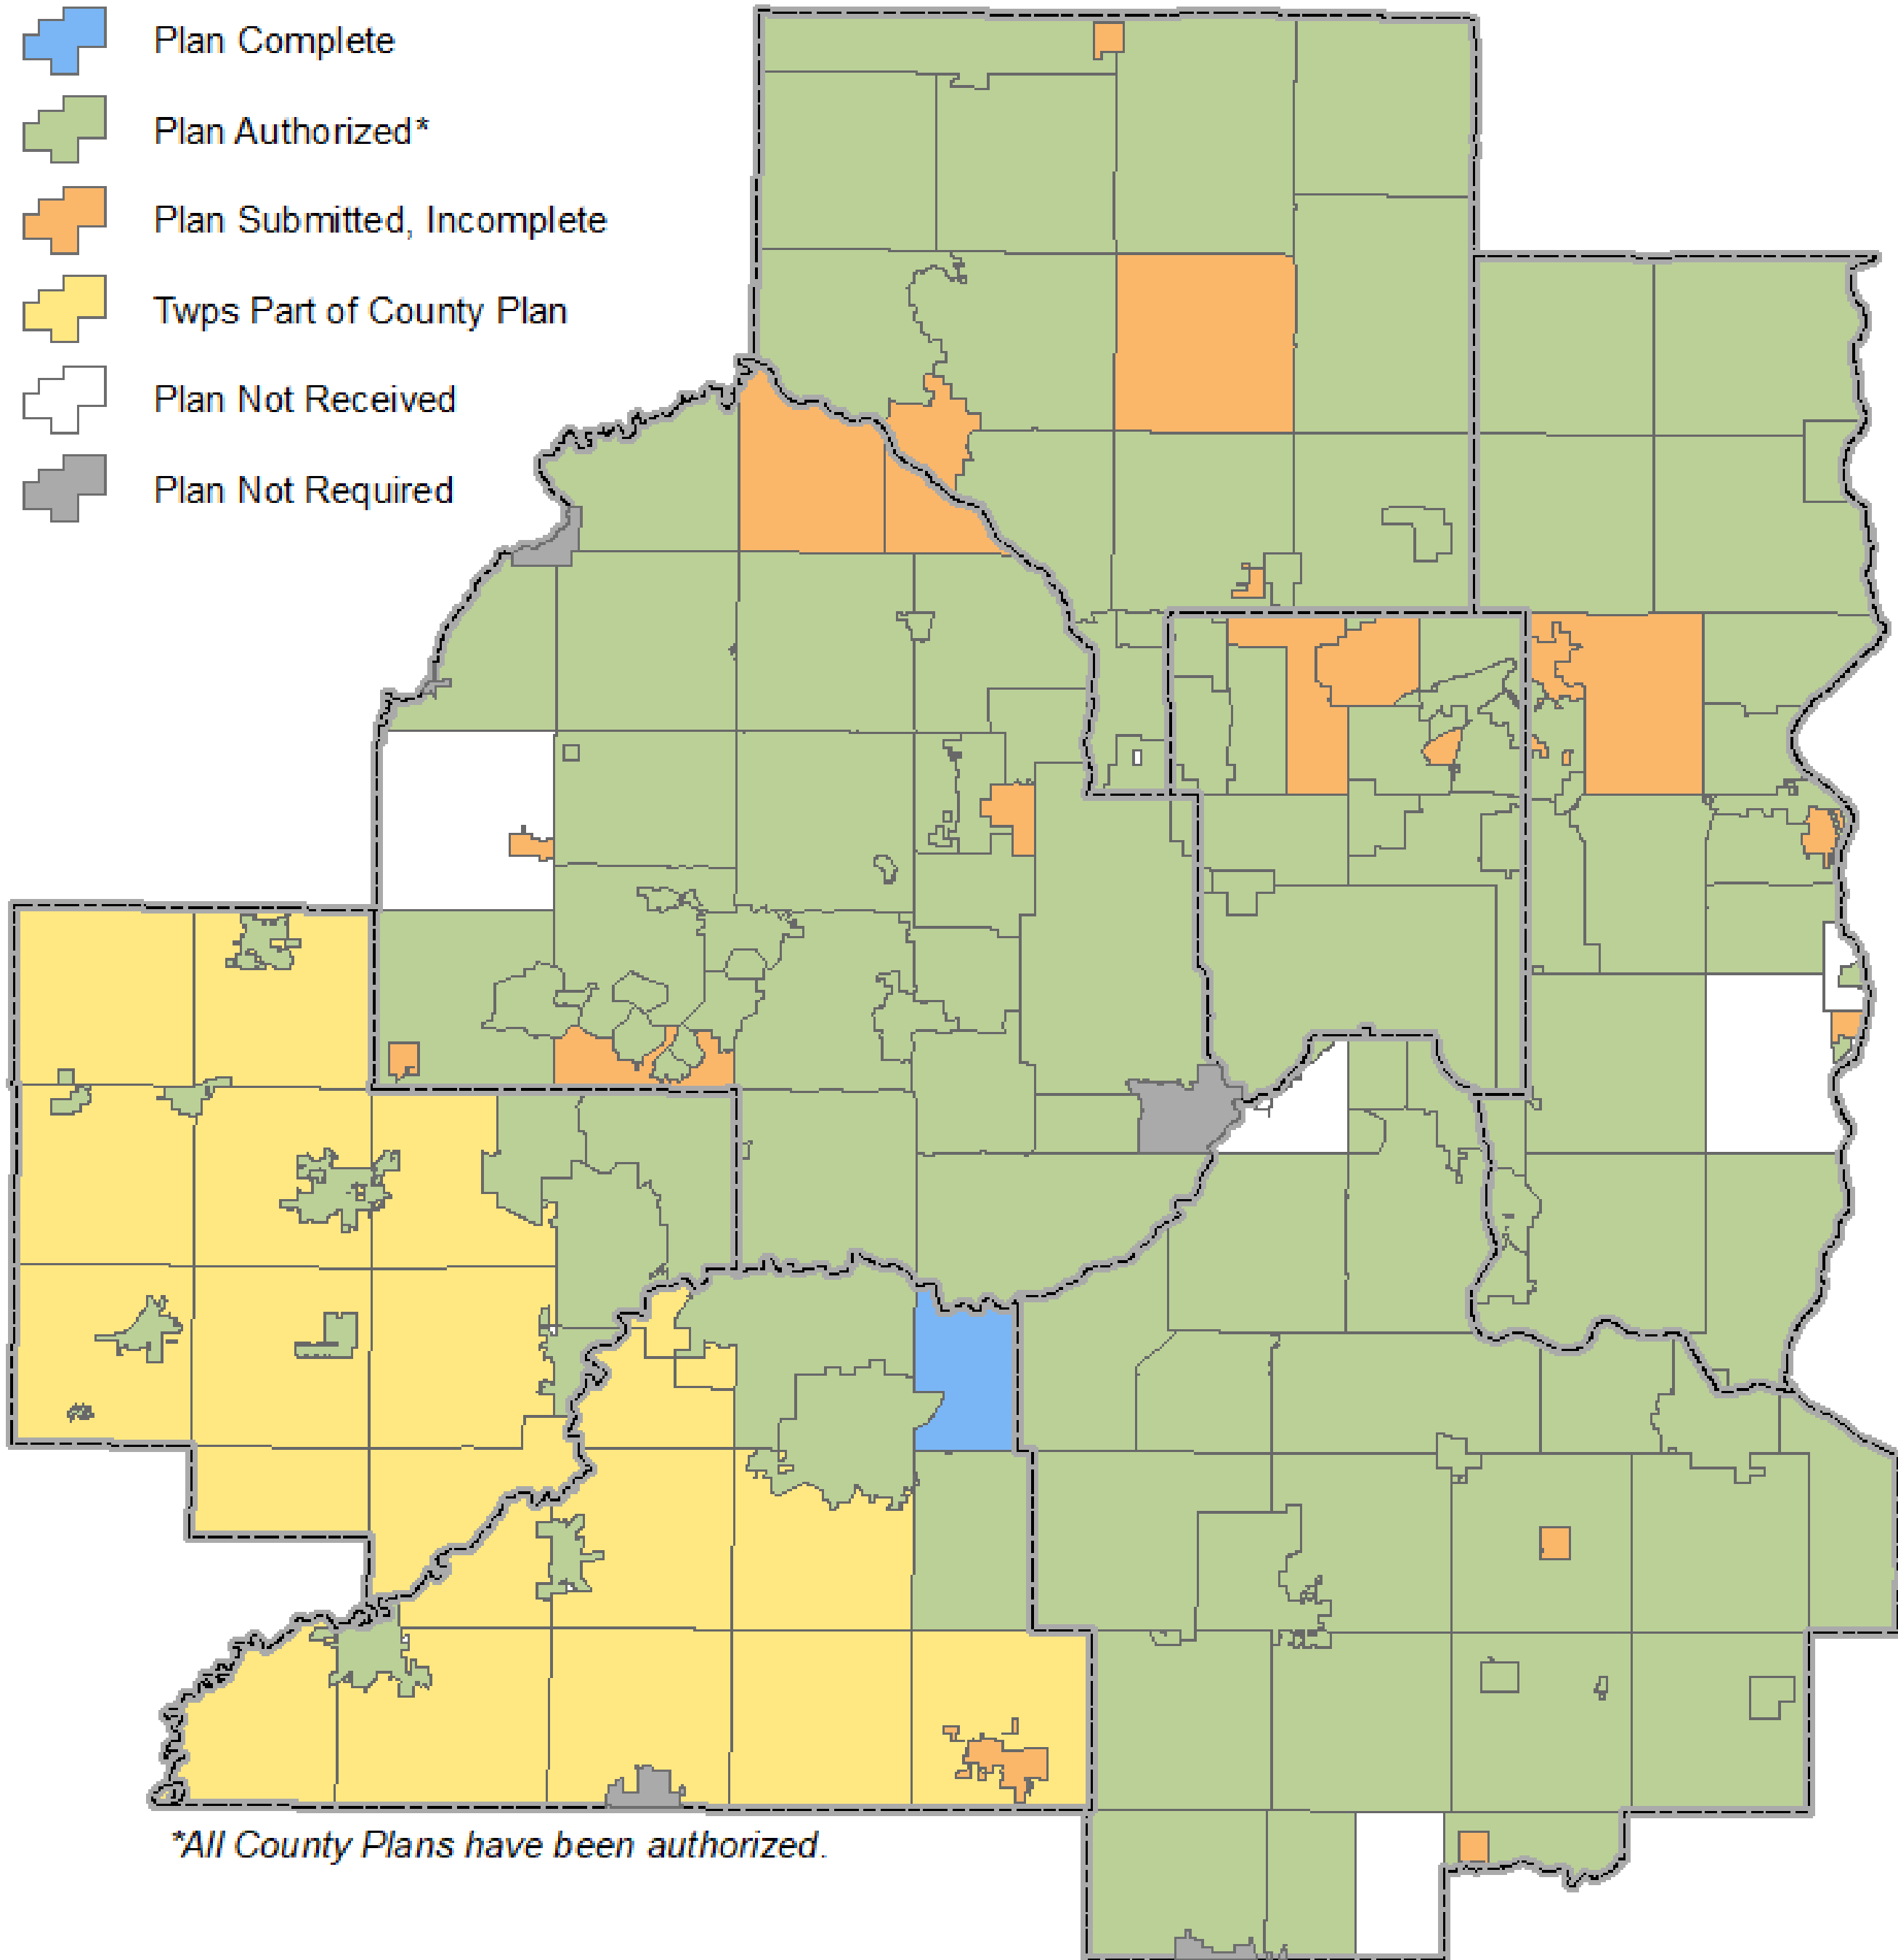 Plan Complete
Plan Authorized*
Plan Submitted, Incomplete
Twps Part of County Plan
Plan Not Received
Plan Not Required
*All County Plans have been authorized.